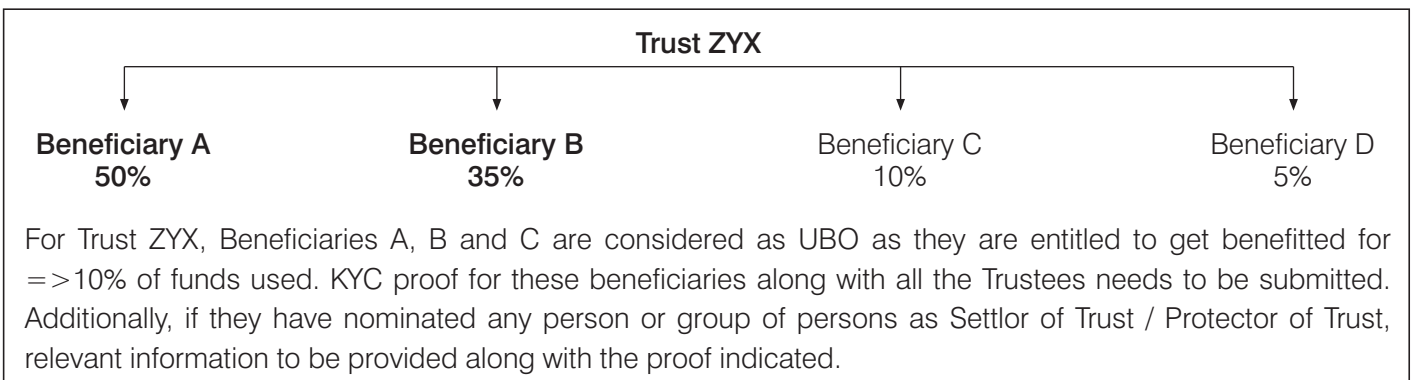 Trust ZYX
Beneficiary A Beneficiary B Beneficiary C Beneficiary D
50% 35% 10% 5%
For Trust ZYX, Beneficiaries A, B and C are considered as UBO as they are entitled to get benefitted for
=>10% of funds used. KYC proof for these beneficiaries along with all the Trustees needs to be submitted.
Additionally, if they have nominated any person or group of persons as Settlor of Trust / Protector of Trust,
relevant information to be provided along with the proof indicated.